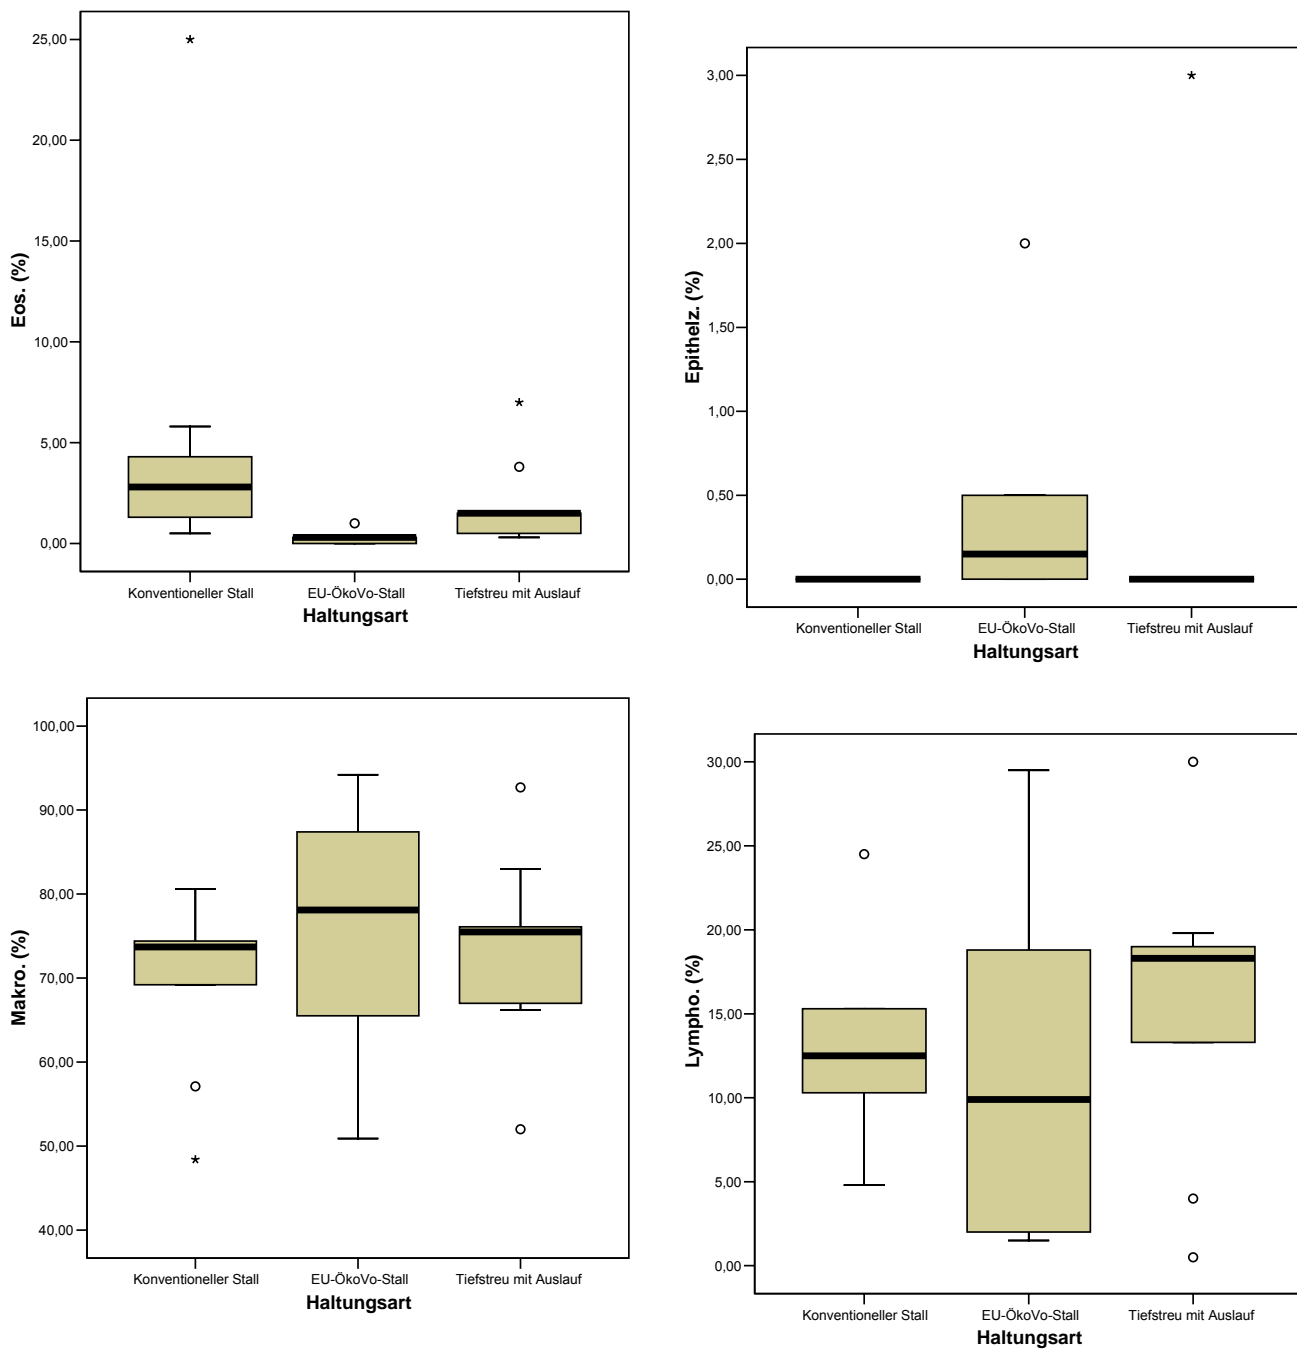 25,00
20,00
15,00
10,00
5,00
0,00
Eos. (%)
Konventioneller Stall EU-ÖkoVo-Stall Tiefstreu mit Auslauf
Haltungsart
3,00
2,50
2,00
1,50
1,00
0,50
0,00
Epithelz. (%)
Konventioneller Stall EU-ÖkoVo-Stall Tiefstreu mit Auslauf
Haltungsart
100,00
90,00
80,00
70,00
60,00
50,00
40,00
Makro. (%)
Konventioneller Stall EU-ÖkoVo-Stall Tiefstreu mit Auslauf
Haltungsart
30,00
25,00
20,00
15,00
10,00
5,00
0,00
Lympho. (%)
Konventioneller Stall EU-ÖkoVo-Stall Tiefstreu mit Auslauf
Haltungsart